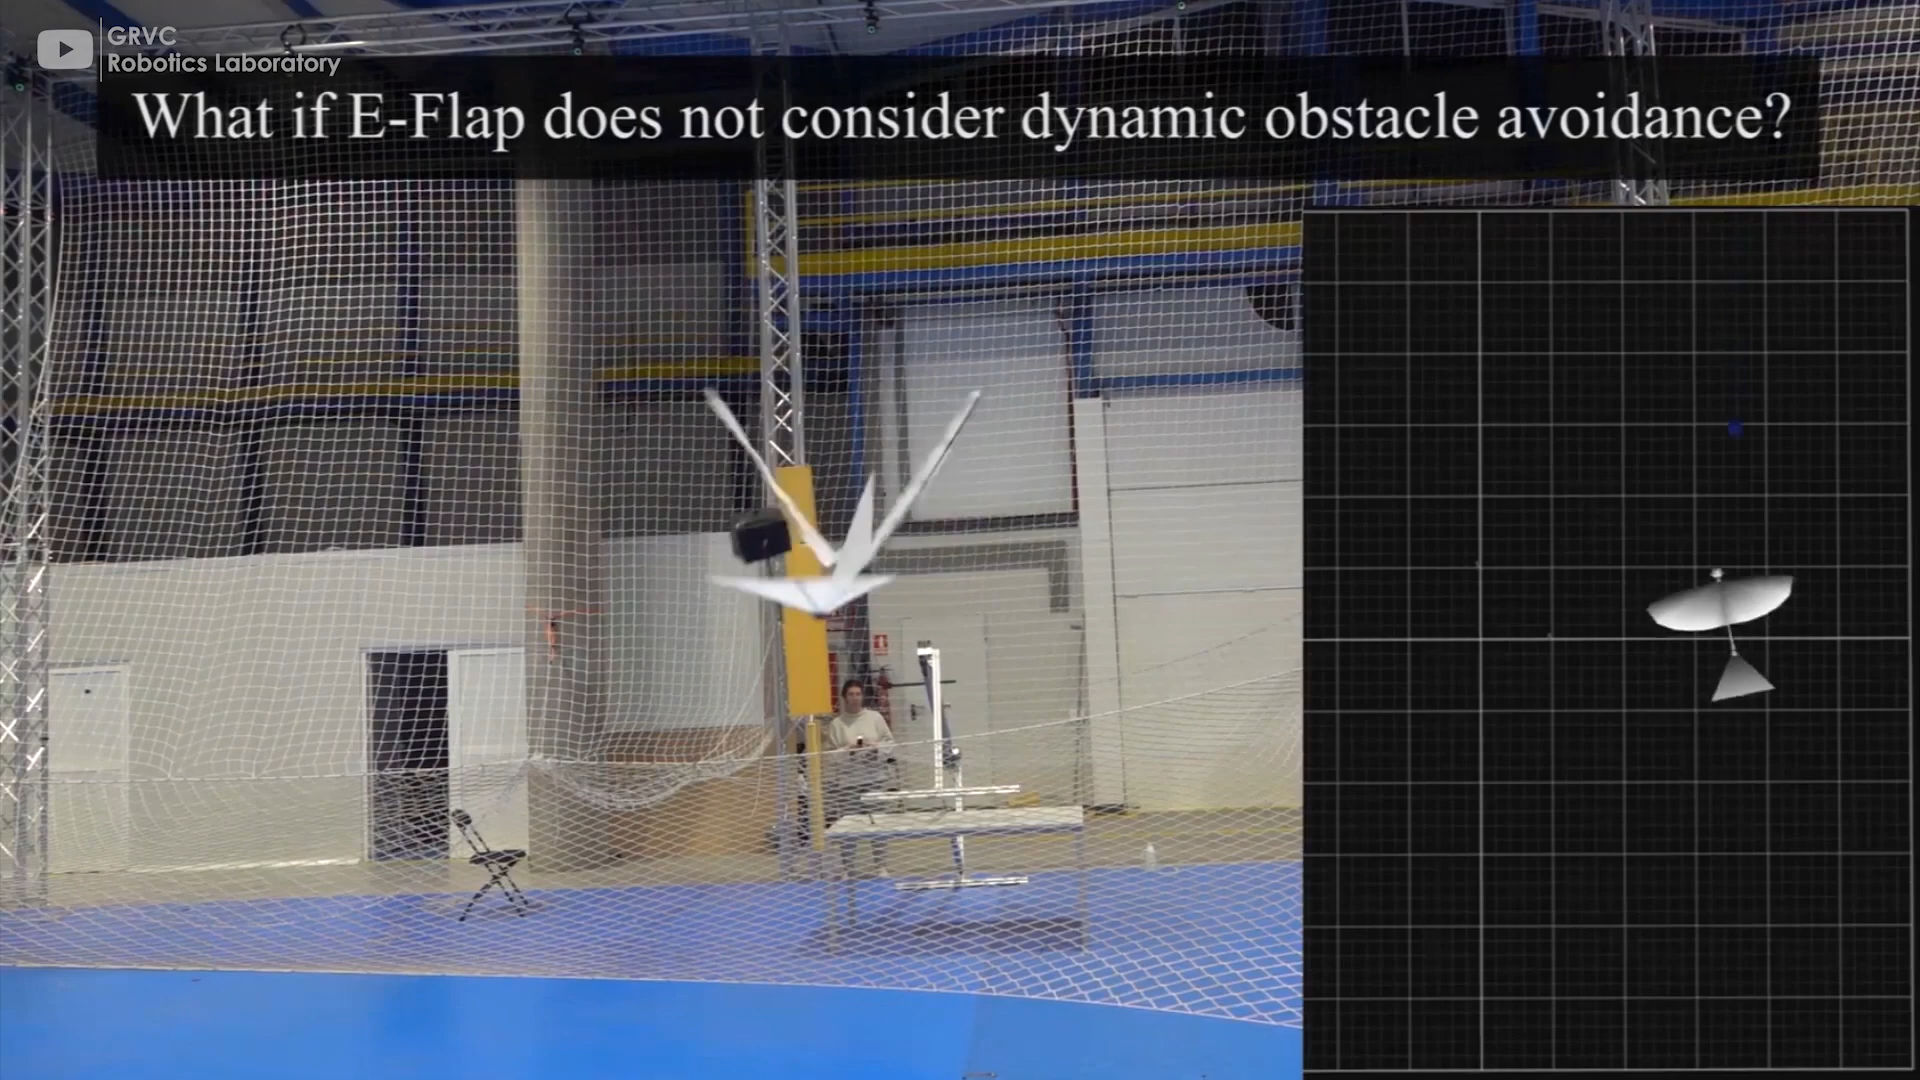 GRVC
Robotics Laboratory
What if E-Flap does not consider dynamic obstacle avoidance?